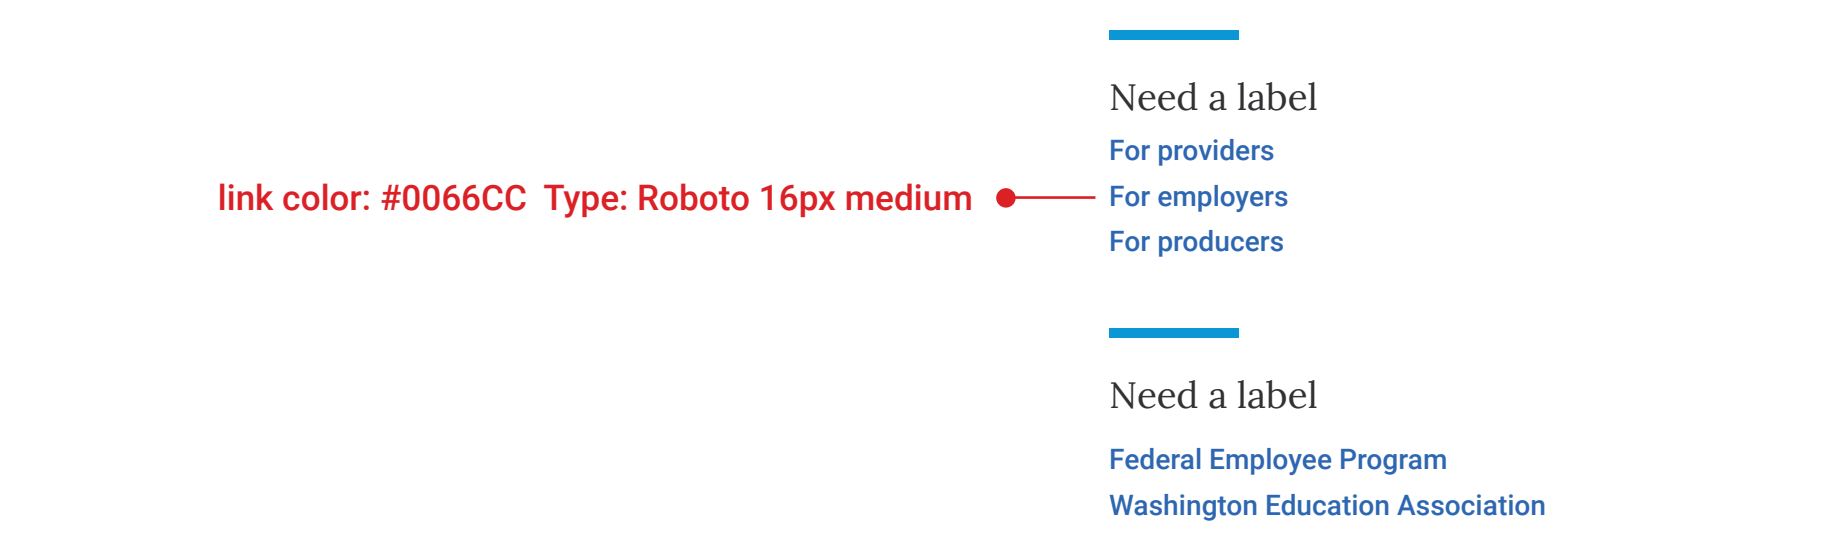 Need a label
For providers
link color: #0066CC  Type: Roboto 16px medium
For employers
For producers
Need a label
Federal Employee Program
Washington Education Association